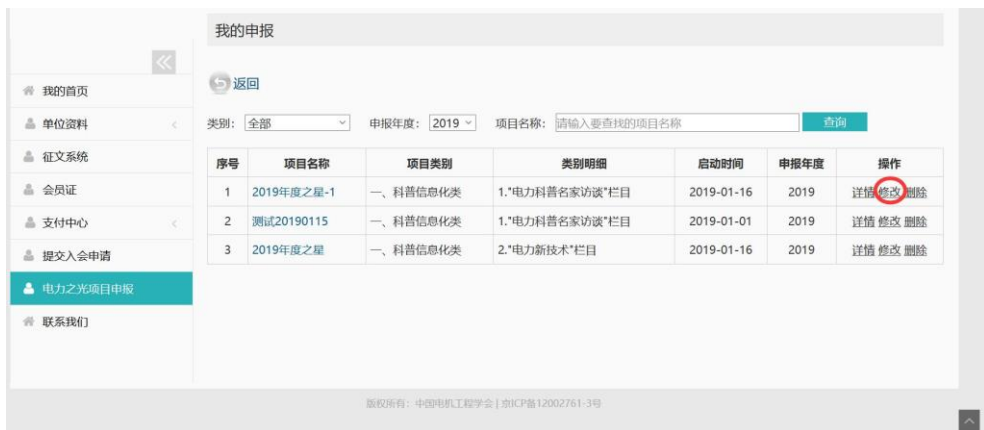 我的申报
返回
我的首页
单位资料
征文系统
会员证
支付中心
提交入会申请
电力之光项目申报
联系我们
类别： 全部 申报年度： 2019 项目名称： 请输入要查找的项目名称 查询
序号 项目名称 项目类别 类别明细 启动时间 申报年度 操作
1 2019年度之星-1 一、科普信息化类 1."电力科普名家访谈"栏目 2019-01-16 2019 详情 修改 删除
2 测试20190115 一、科普信息化类 1."电力科普名家访谈"栏目 2019-01-01 2019 详情 修改 删除
3 2019年度之星 一、科普信息化类 2."电力新技术"栏目 2019-01-16 2019 详情 修改 删除
版权所有：中国电机工程学会 | 京ICP备12002761-3号